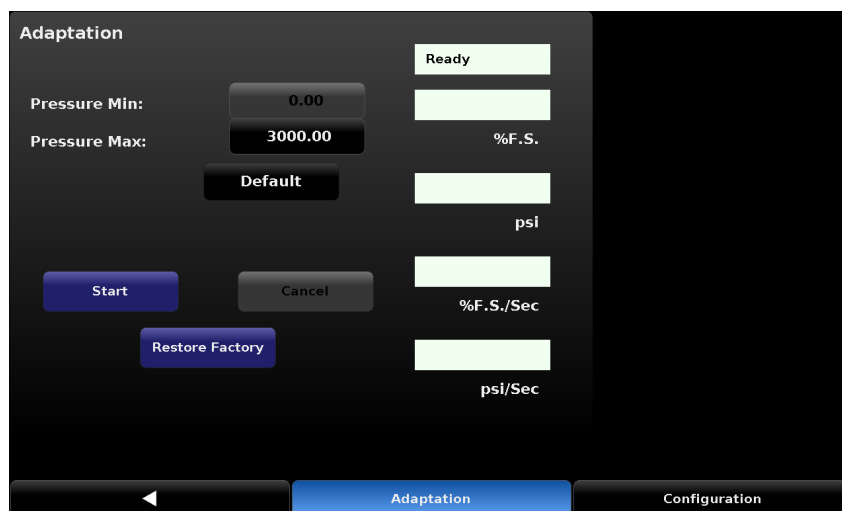 Adaptation
Ready
Pressure Min: 0.00
%F.S.
Pressure Max: 3000.00
Default
psi
Start Cancel
%F.S./Sec
Restore Factory
psi/Sec
Adaptation Configuration